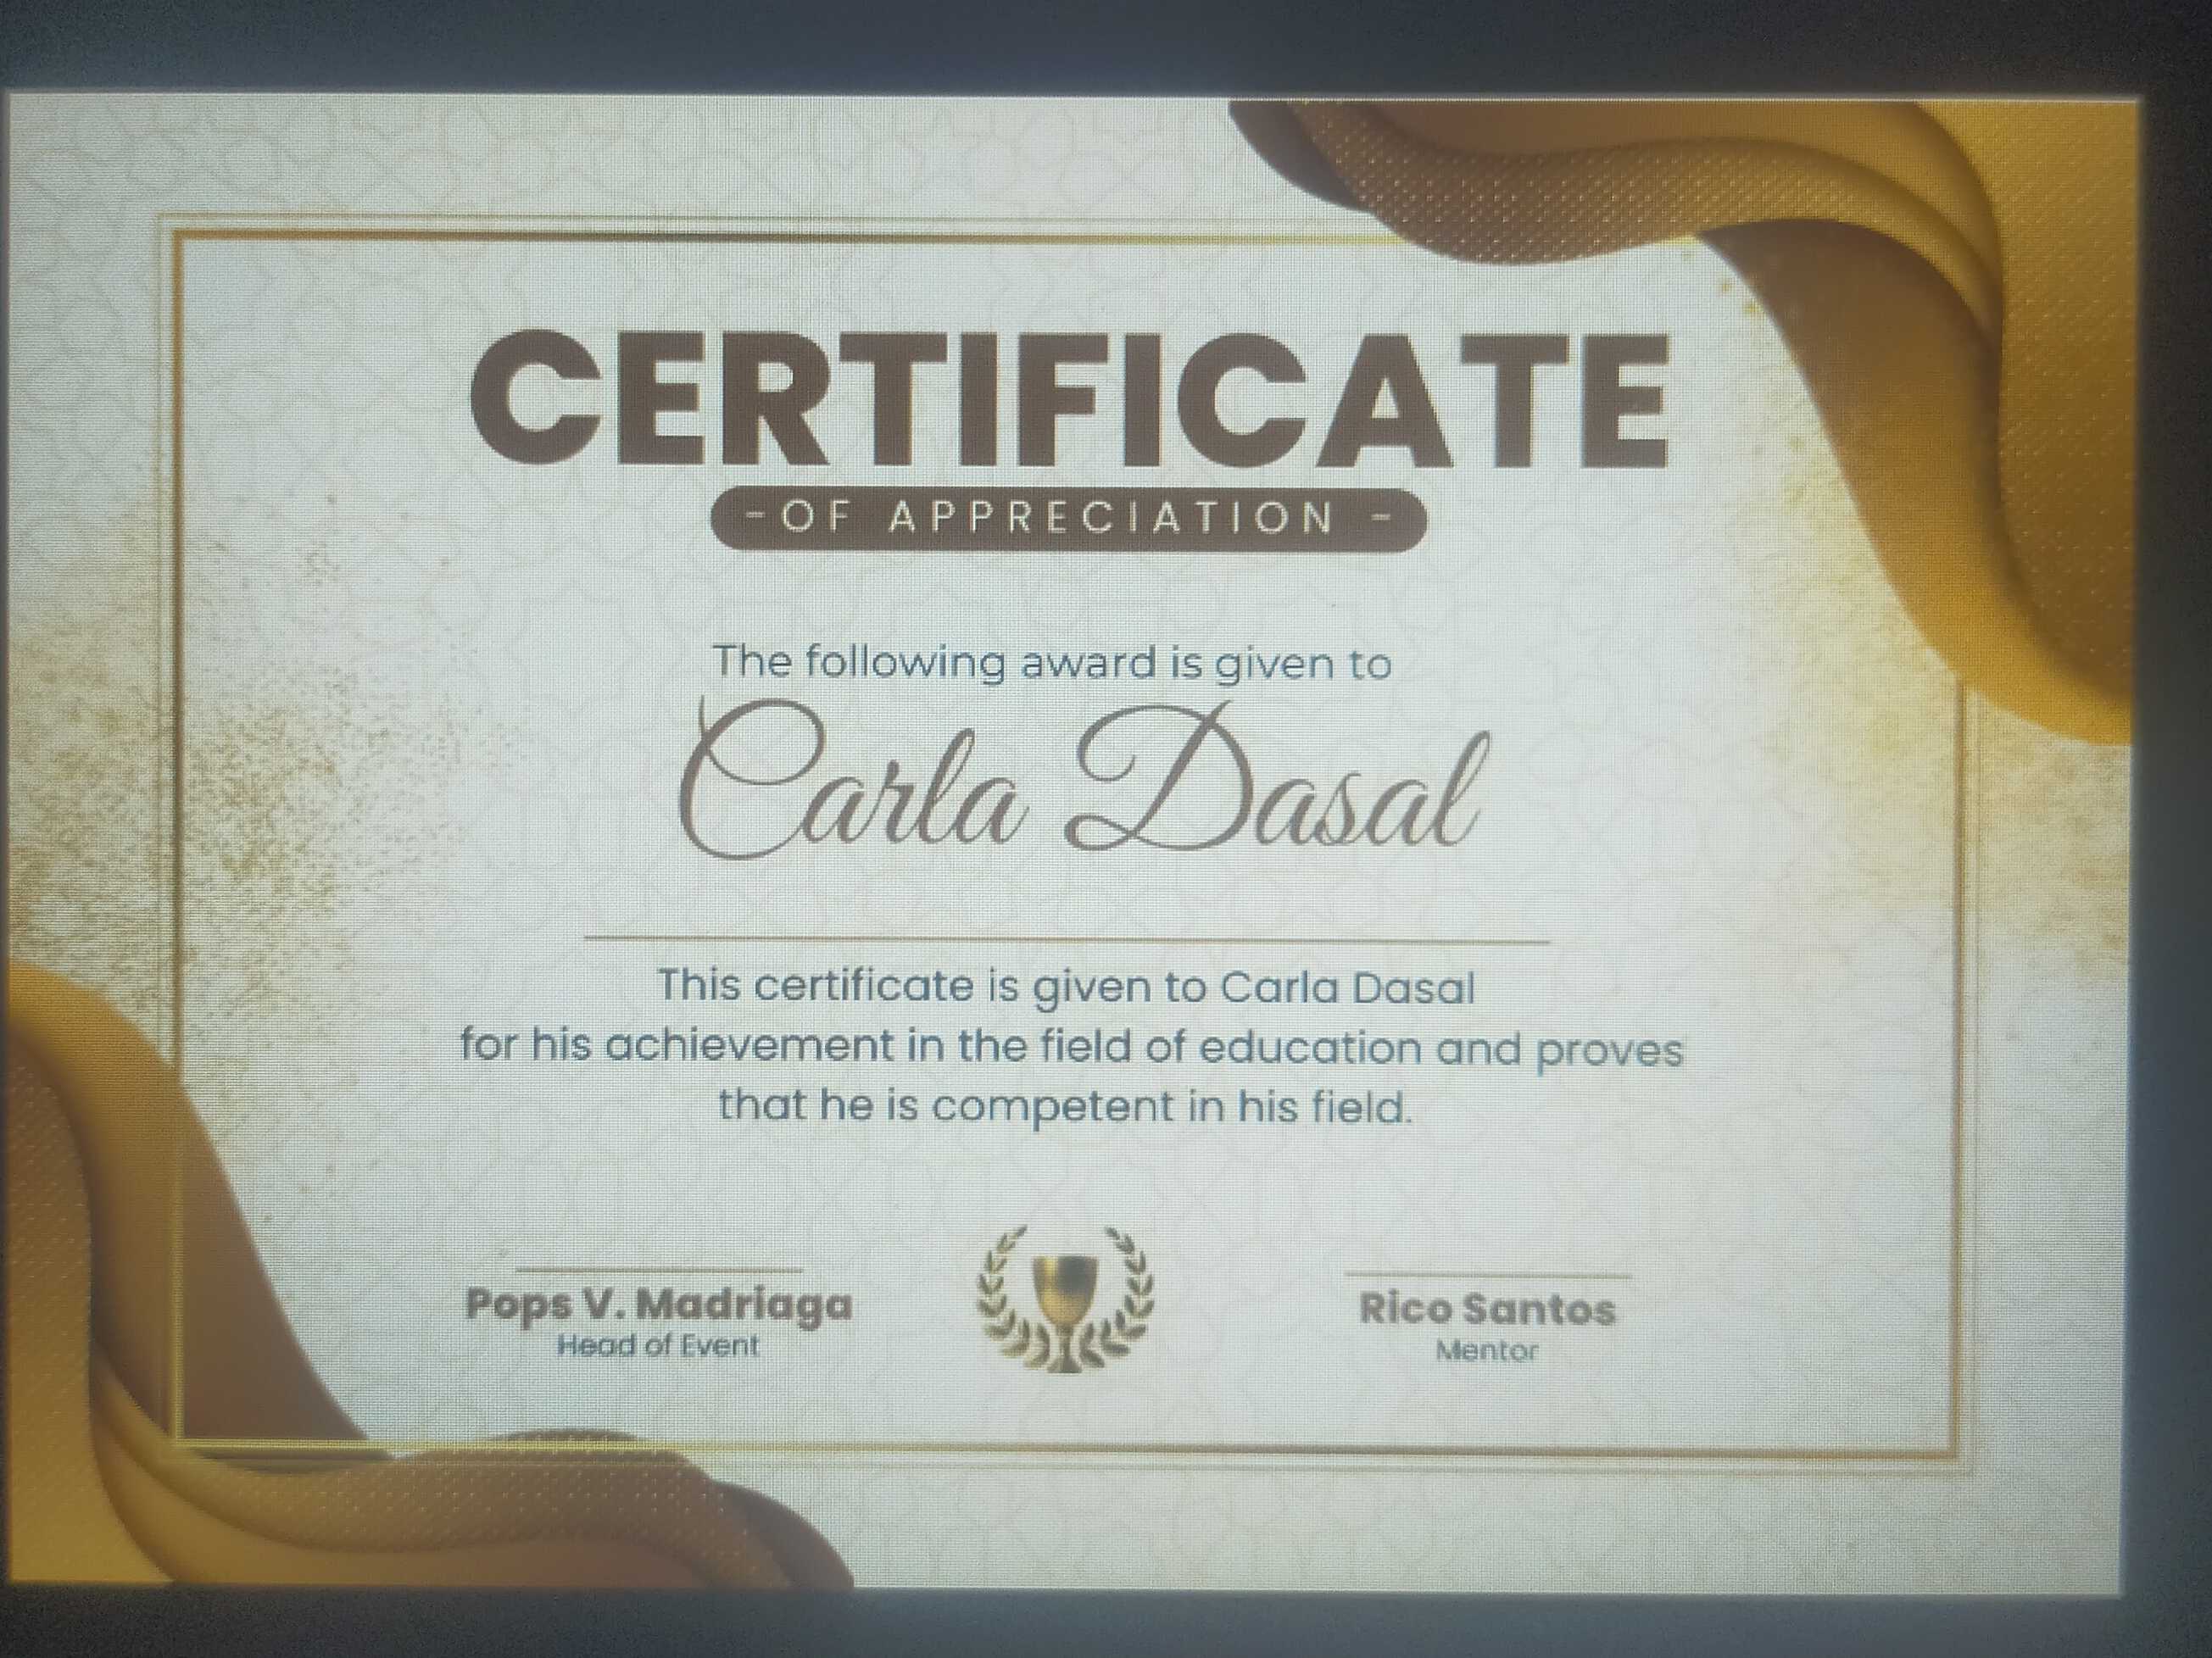 CERTIFICATE
- OF APPRECIATION -
The following award is given to
Carla Dasal
This certificate is given to Carla Dasal
for his achievement in the field of education and proves
that he is competent in his field.
Pops V. Madriaga
Head of Event
Rico Santos
Mentor